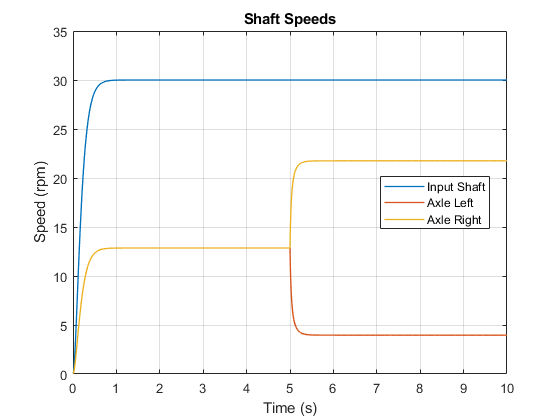 Shaft Speeds
35
30
25
20
15
10
5
0
Speed (rpm)
Input Shaft
Axle Left
Axle Right
0 1 2 3 4 5 6 7 8 9 10
Time (s)